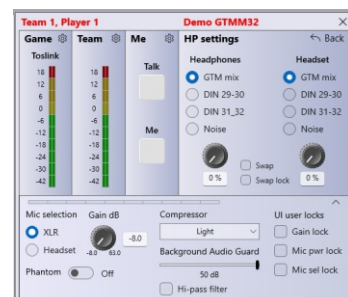 Team 1, Player 1
Demo GTMM32
Game
Team
Me
HP settings
Back
Toslink
18
12
6
0
-6
-12
-18
-24
-30
-42
18
12
6
0
-6
-12
-18
-24
-30
-42
Talk
Me
Headphones
GTM mix
DIN 29-30
DIN 31_32
Noise
0 %
Swap
Swap lock
Headset
GTM mix
DIN 29-30
DIN 31-32
Noise
0 %
Mic selection
XLR
Headset
Phantom
Off
Gain dB
-8.0
63.0
-8.0
Compressor
Light
Background Audio Guard
50 dB
Hi-pass filter
UI user locks
Gain lock
Mic pwr lock
Mic sel lock